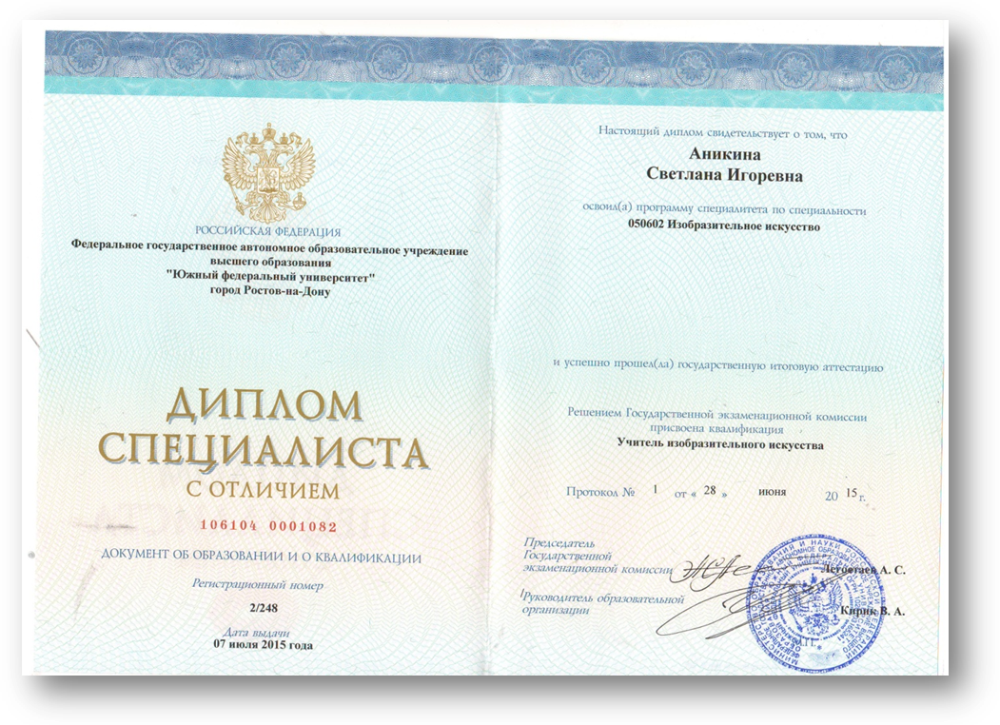 РОССИЙСКАЯ ФЕДЕРАЦИЯ
Федеральное государственное автономное образовательное учреждение
высшего образования
"Южный федеральный университет"
город Ростов-на-Дону
ДИПЛОМ
СПЕЦИАЛИСТА
С ОТЛИЧИЕМ
106104 0001082
ДОКУМЕНТ ОБ ОБРАЗОВАНИИ И О КВАЛИФИКАЦИИ
Регистрационный номер
2/248
Дата выдачи
07 июля 2015 года
Настоящий диплом свидетельствует о том, что
Аникина
Светлана Игоревна
освоил(а) программу специалитета по специальности
050602 Изобразительное искусство
и успешно прошел(ла) государственную итоговую аттестацию
Решением Государственной экзаменационной комиссии
присвоена квалификация
Учитель изобразительного искусства
Протокол № 1 от « 28 » июня 20 15 г.
Председатель
Государственной
экзаменационной комиссии
А. С.
Руководитель образовательной
организации
Кирик В. А.